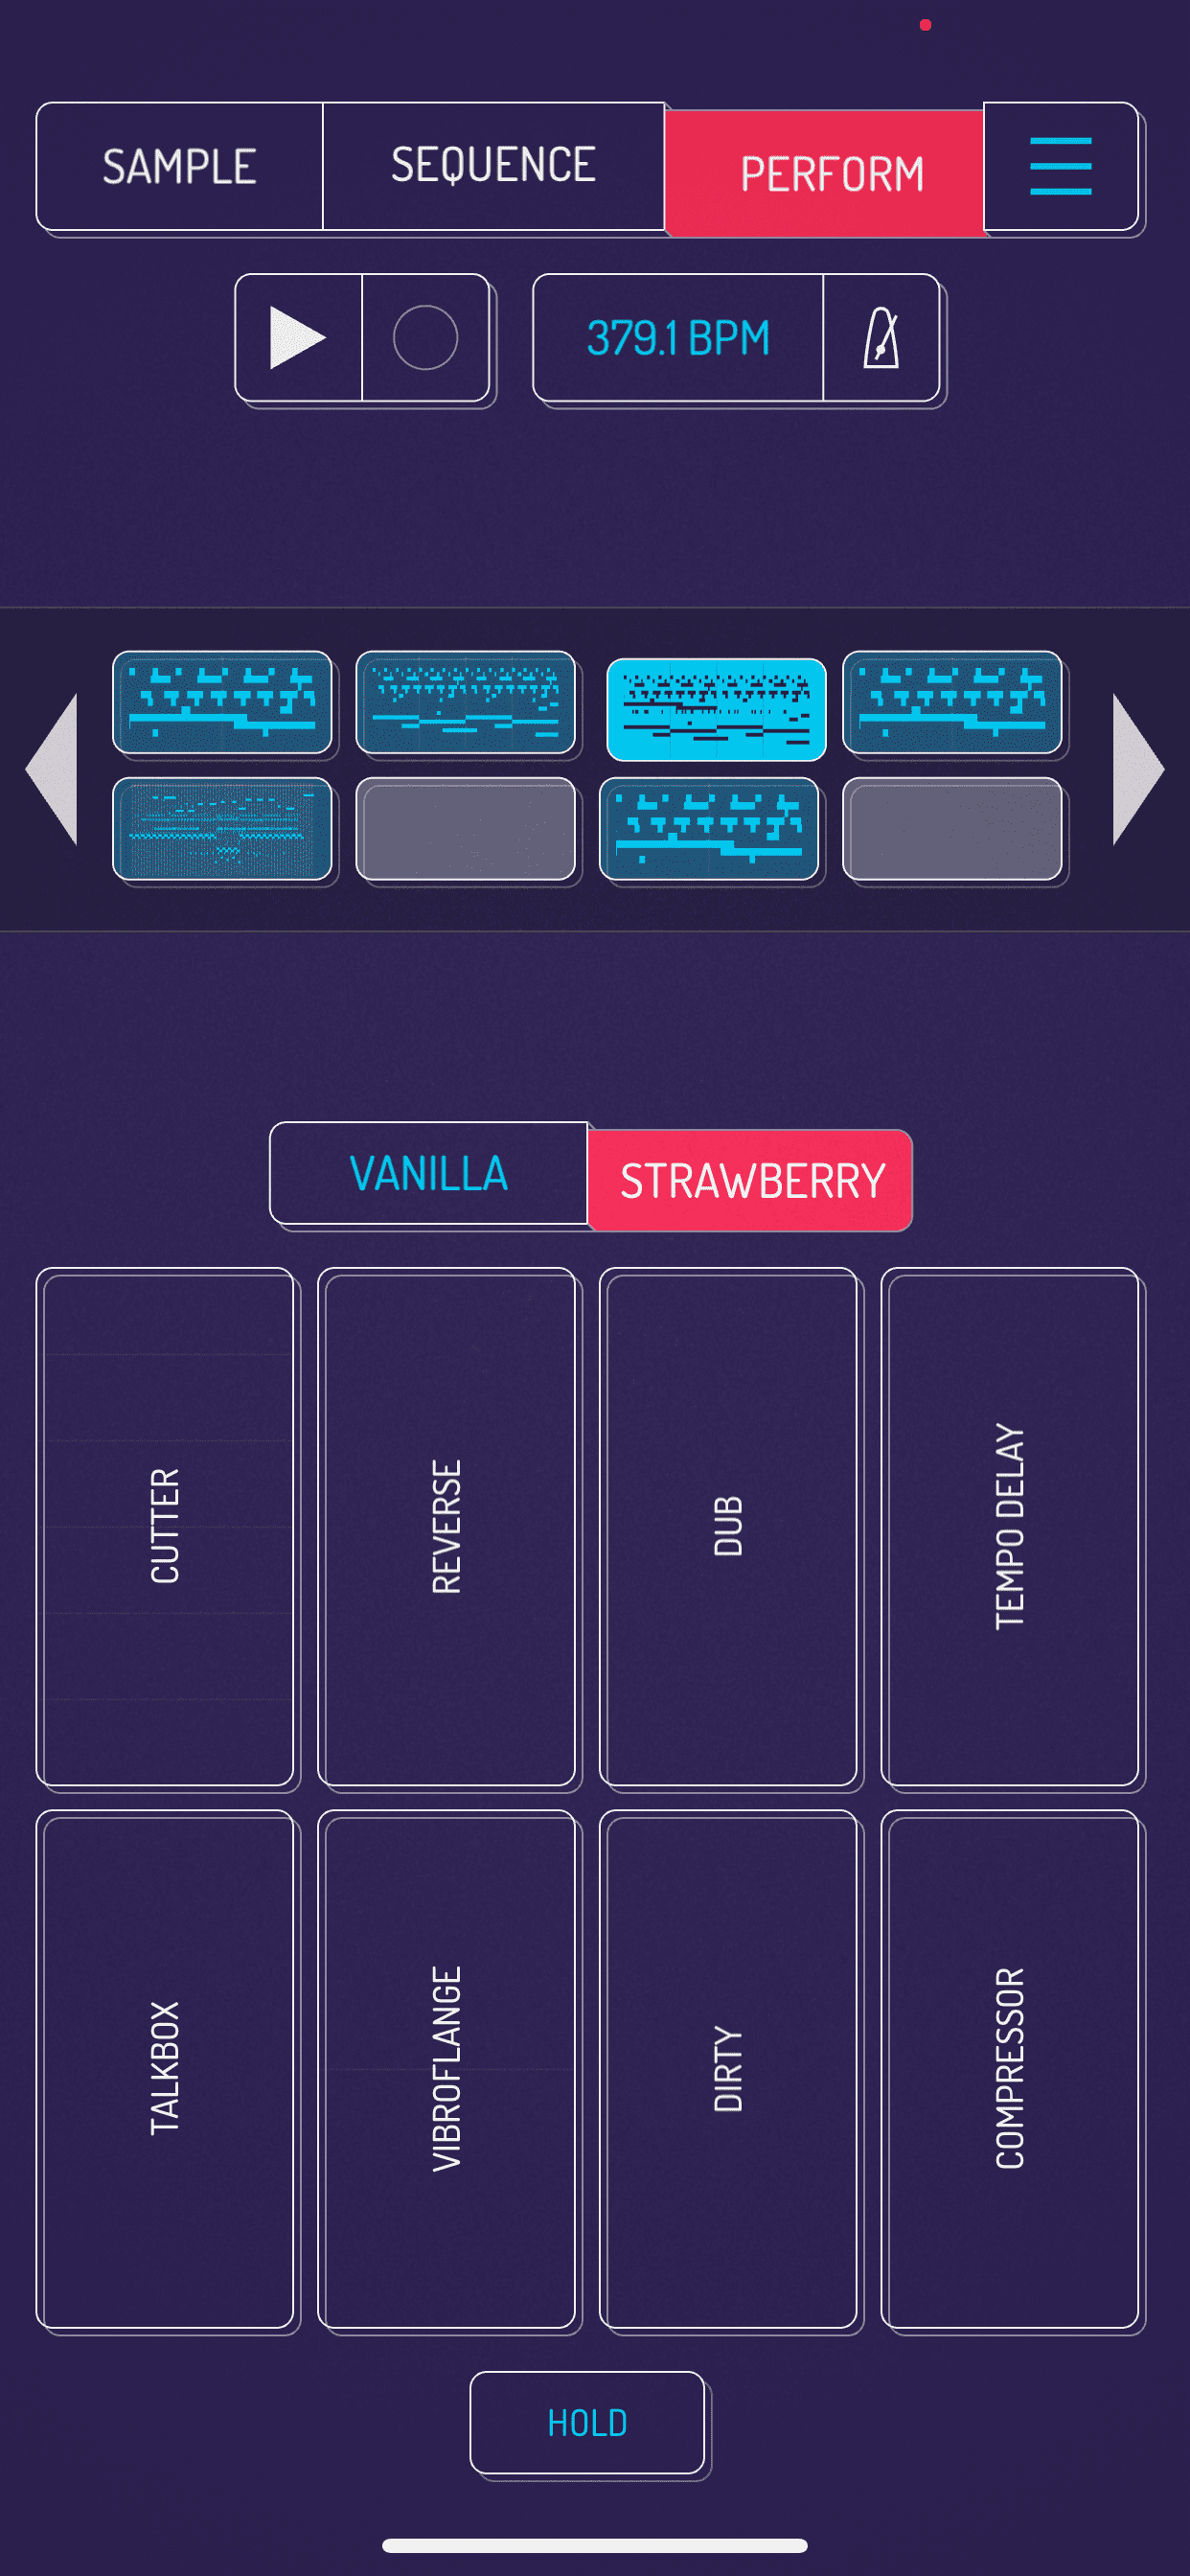 SAMPLE SEQUENCE PERFORM
379.1 BPM
VANILLA STRAWBERRY
CUTTER
REVERSE
DUB
TEMPO DELAY
TALKBOX
VIBROFLANGE
DIRTY
COMPRESSOR
HOLD